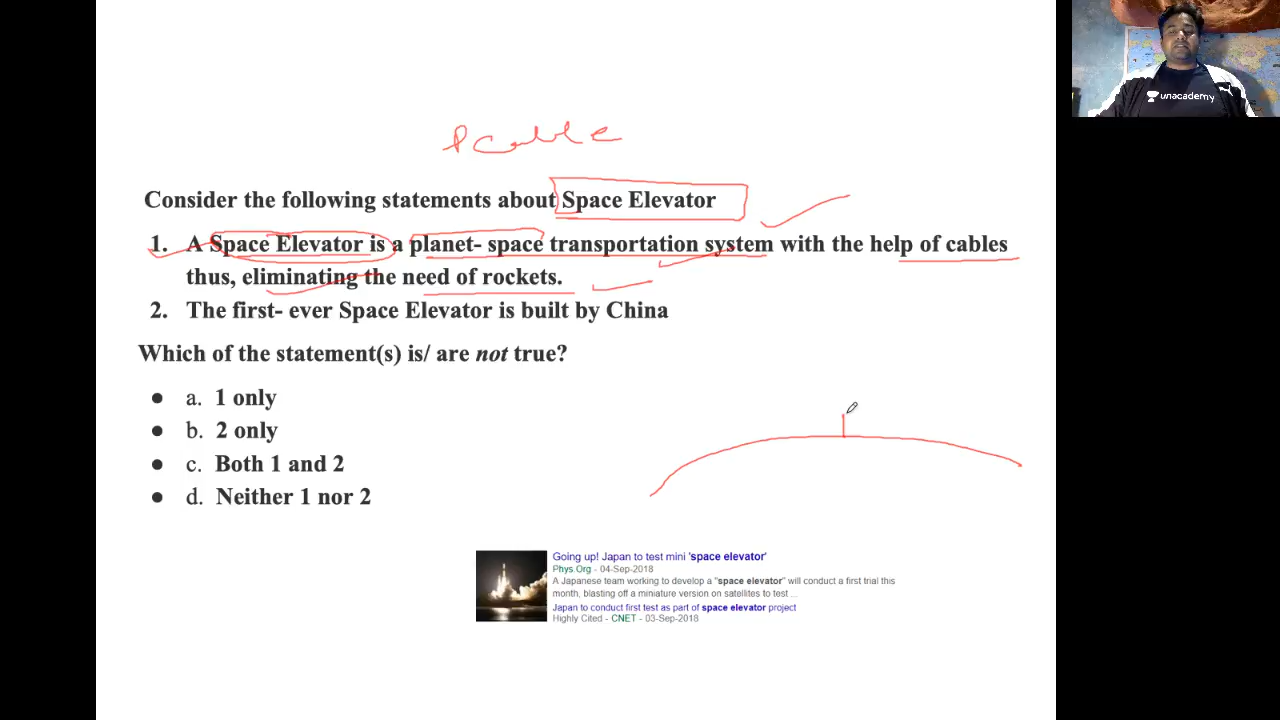 cable
Consider the following statements about Space Elevator
1. A Space Elevator is a planet- space transportation system with the help of cables
thus, eliminating the need of rockets.
2. The first- ever Space Elevator is built by China
Which of the statement(s) is/ are not true?
● a. 1 only
● b. 2 only
● c. Both 1 and 2
● d. Neither 1 nor 2
Going up! Japan to test mini 'space elevator'
Phys.Org - 04-Sep-2018
A Japanese team working to develop a "space elevator" will conduct a first trial this
month, blasting off a miniature version on satellites to test ...
Japan to conduct first test as part of space elevator project
Highly Cited - CNET - 03-Sep-2018
unacademy